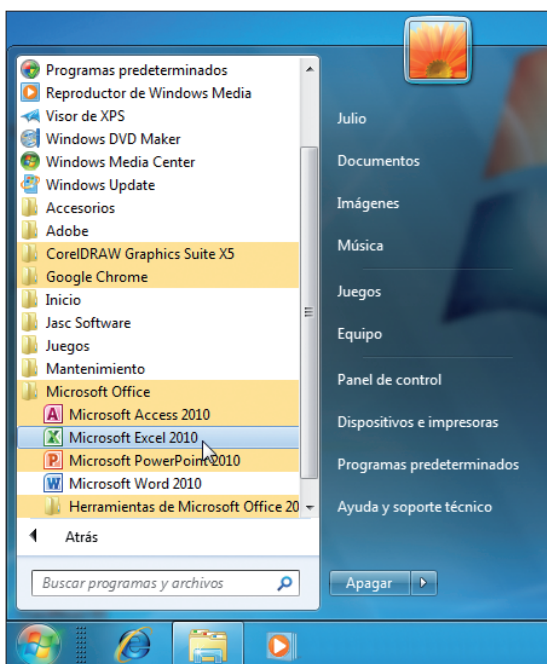 Programas predeterminados
Reproductor de Windows Media
Visor de XPS
Windows DVD Maker
Windows Media Center
Windows Update
Accesorios
Adobe
CorelDRAW Graphics Suite X5
Google Chrome
Inicio
Jasc Software
Juegos
Mantenimiento
Microsoft Office
Microsoft Access 2010
Microsoft Excel 2010
Microsoft PowerPoint 2010
Microsoft Word 2010
Herramientas de Microsoft Office 20
Atrás
Buscar programas y archivos
Julio
Documentos
Imágenes
Música
Juegos
Equipo
Panel de control
Dispositivos e impresoras
Programas predeterminados
Ayuda y soporte técnico
Apagar